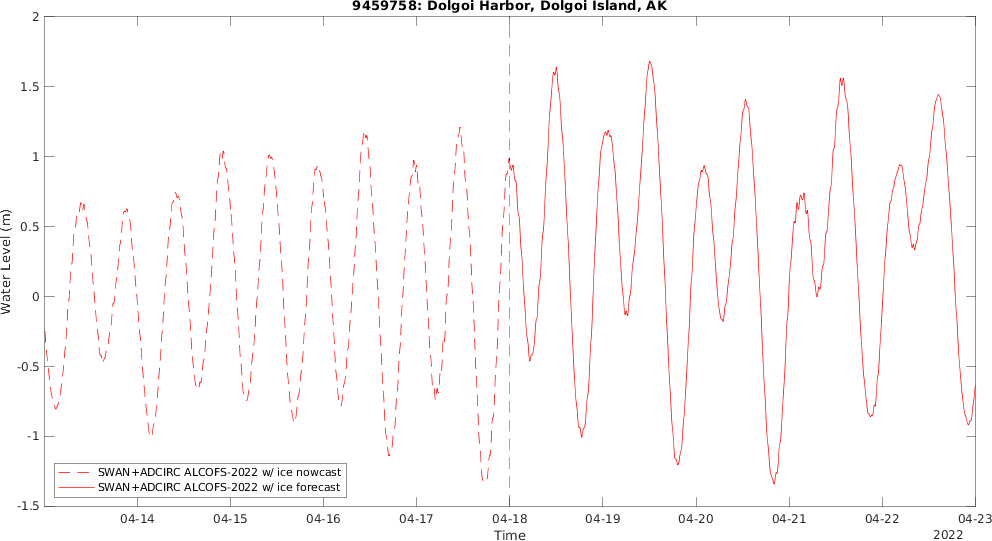 9459758: Dolgoi Harbor, Dolgoi Island, AK
2
1.5
1
0.5
0
-0.5
-1
-1.5
Water Level (m)
SWAN+ADCIRC ALCOFS-2022 w/ ice nowcast
SWAN+ADCIRC ALCOFS-2022 w/ ice forecast
04-14 04-15 04-16 04-17 04-18 04-19 04-20 04-21 04-22 04-23
Time
2022